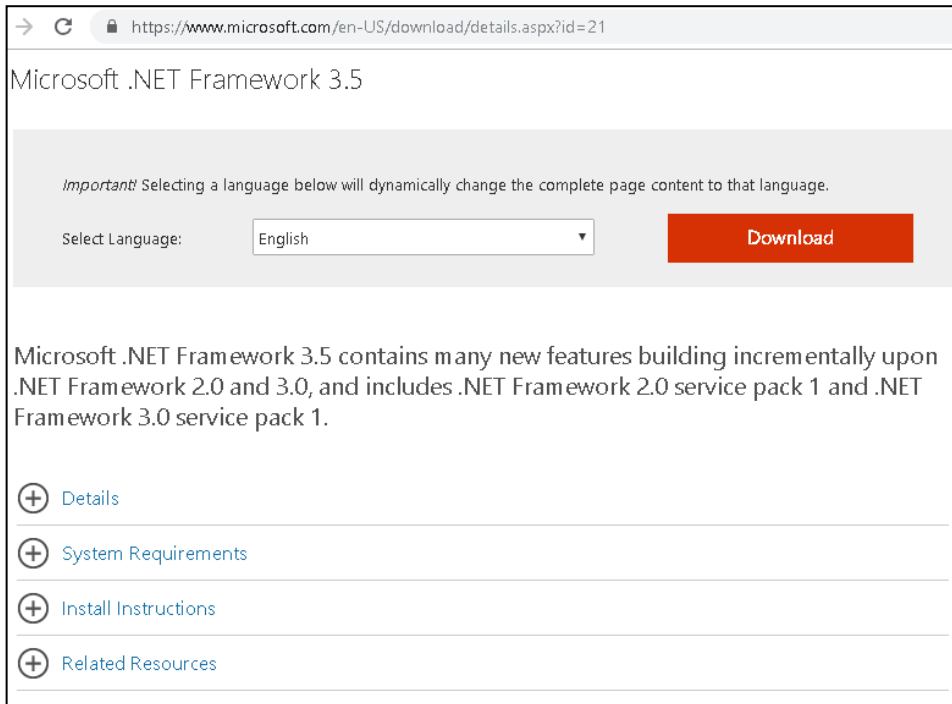 https://www.microsoft.com/en-US/download/details.aspx?id=21
Microsoft .NET Framework 3.5
Important! Selecting a language below will dynamically change the complete page content to that language.
Select Language:
English
Download
Microsoft .NET Framework 3.5 contains many new features building incrementally upon
.NET Framework 2.0 and 3.0, and includes .NET Framework 2.0 service pack 1 and .NET
Framework 3.0 service pack 1.
Details
System Requirements
Install Instructions
Related Resources